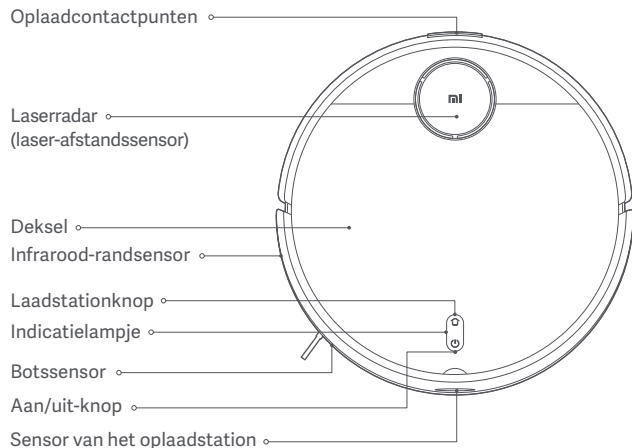 Oplaadcontactpunten
mi
Laserradar
(laser-afstandssensor)
Deksel
Infrarood-randsensor
Laadstationknop
Indicatielampje
Botssensor
Aan/uit-knop
Sensor van het oplaadstation